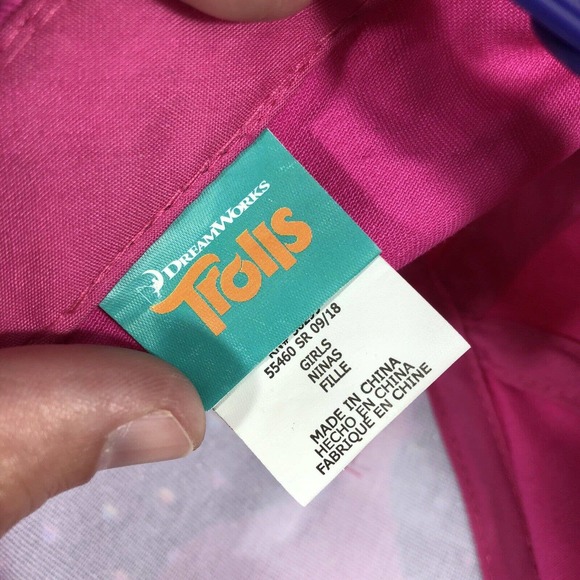 DREAMWORKS
Trolls
55460 SR 09/18
GIRLS
NINAS
FILLE
MADE IN CHINA
HECHO EN CHINA
FABRIQUE EN CHINE